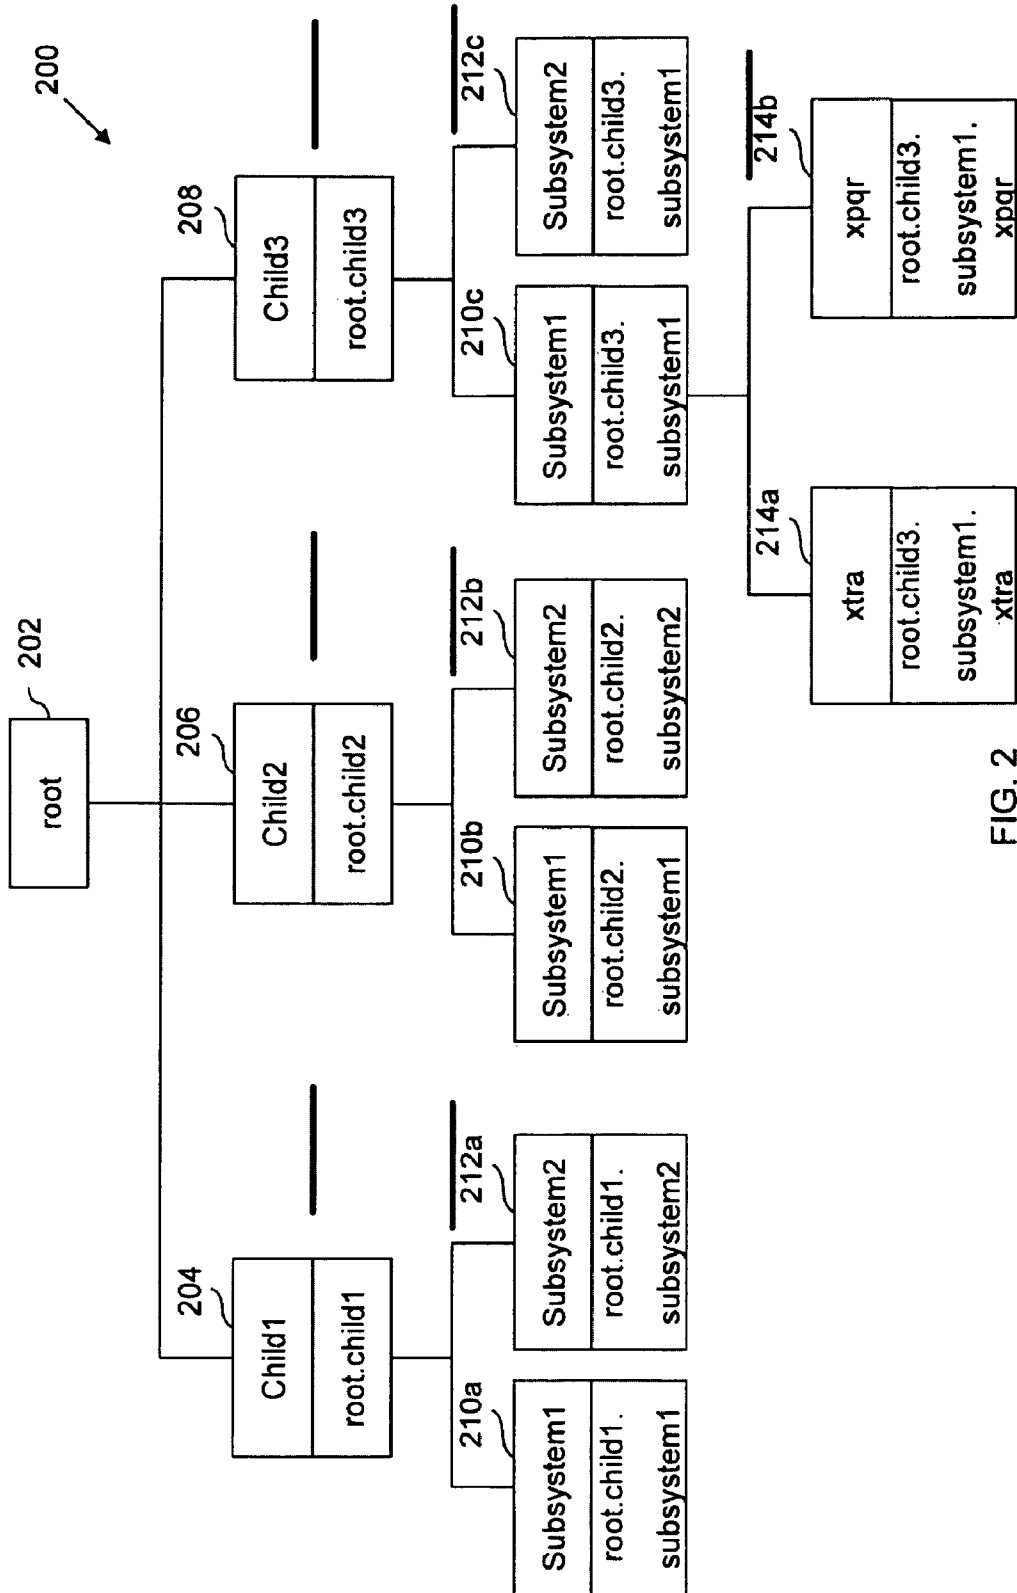 200
root
202
Child1
root.child1
204
Child2
root.child2
206
Child3
root.child3
208
Subsystem1
root.child1.
subsystem1
210a
Subsystem2
root.child1.
subsystem2
212a
Subsystem1
root.child2.
subsystem1
210b
Subsystem2
root.child2.
subsystem2
212b
Subsystem1
root.child3.
subsystem1
210c
Subsystem2
root.child3.
subsystem1
212c
xtra
root.child3.
subsystem1.
xtra
214a
xpqr
root.child3.
subsystem1.
xpqr
214b
FIG. 2